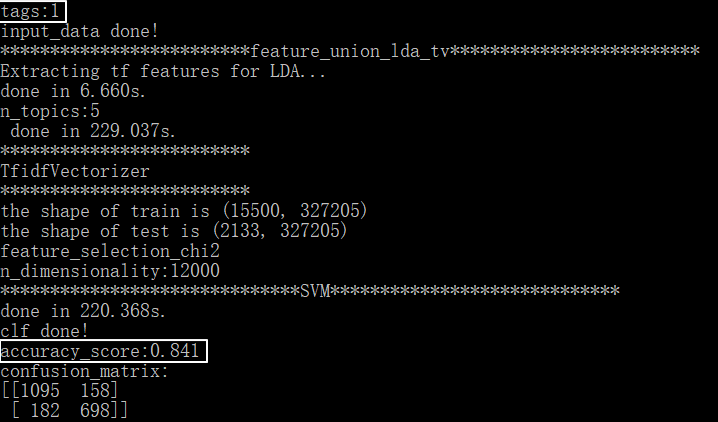 tags:1
input_data done!
*************************feature_union_lda_tv*************************
Extracting tf features for LDA...
done in 6.660s.
n_topics:5
 done in 229.037s.
*************************
TfidfVectorizer
*************************
the shape of train is (15500, 327205)
the shape of test is (2133, 327205)
feature_selection_chi2
n_dimensionality:12000
******************************SVM*****************************
done in 220.368s.
clf done!
accuracy_score:0.841
confusion_matrix:
[[1095  158]
 [ 182  698]]